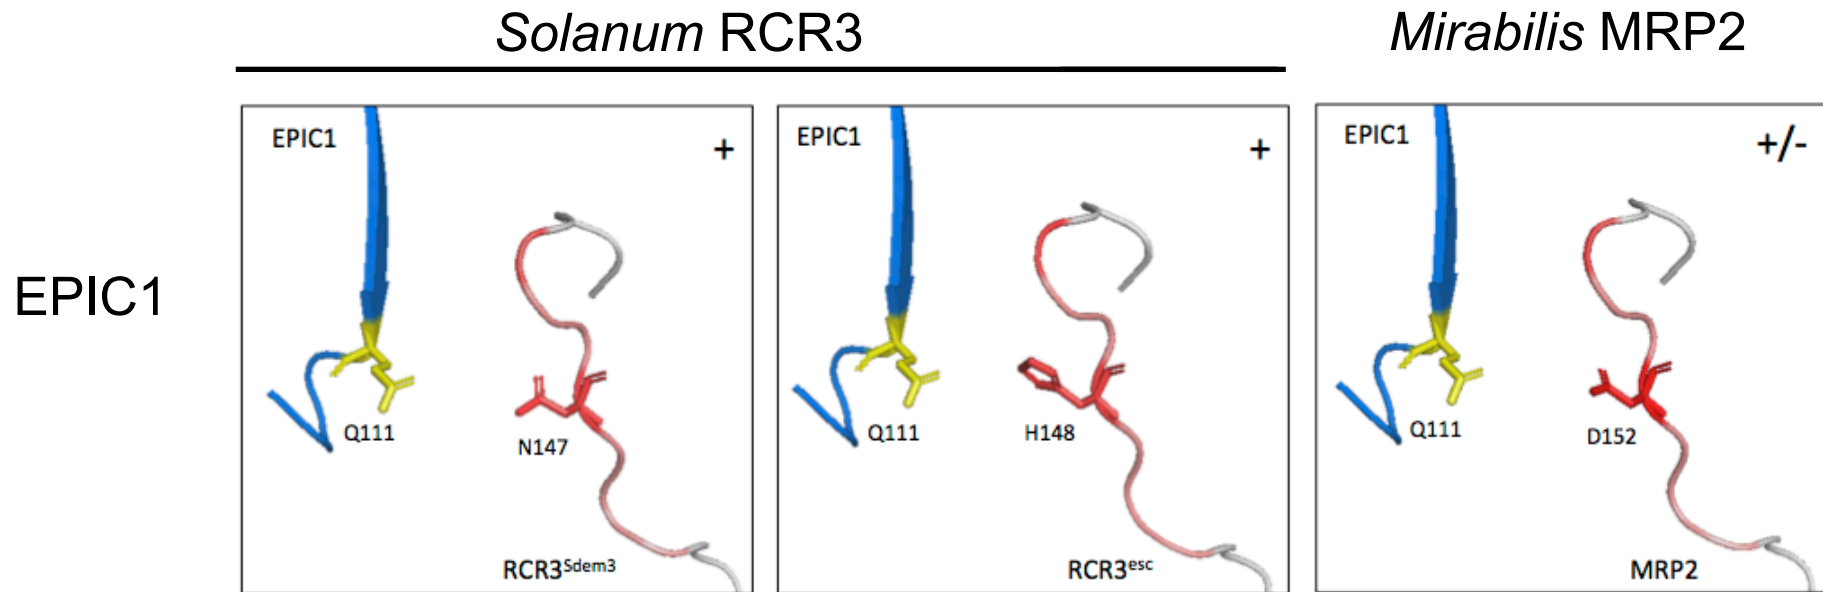 Solanum RCR3
Mirabilis MRP2
EPIC1
EPIC1
+
Q111
N147
RCR3Sdem3
EPIC1
+
Q111
H148
RCR3esc
EPIC1
+/-
Q111
D152
MRP2